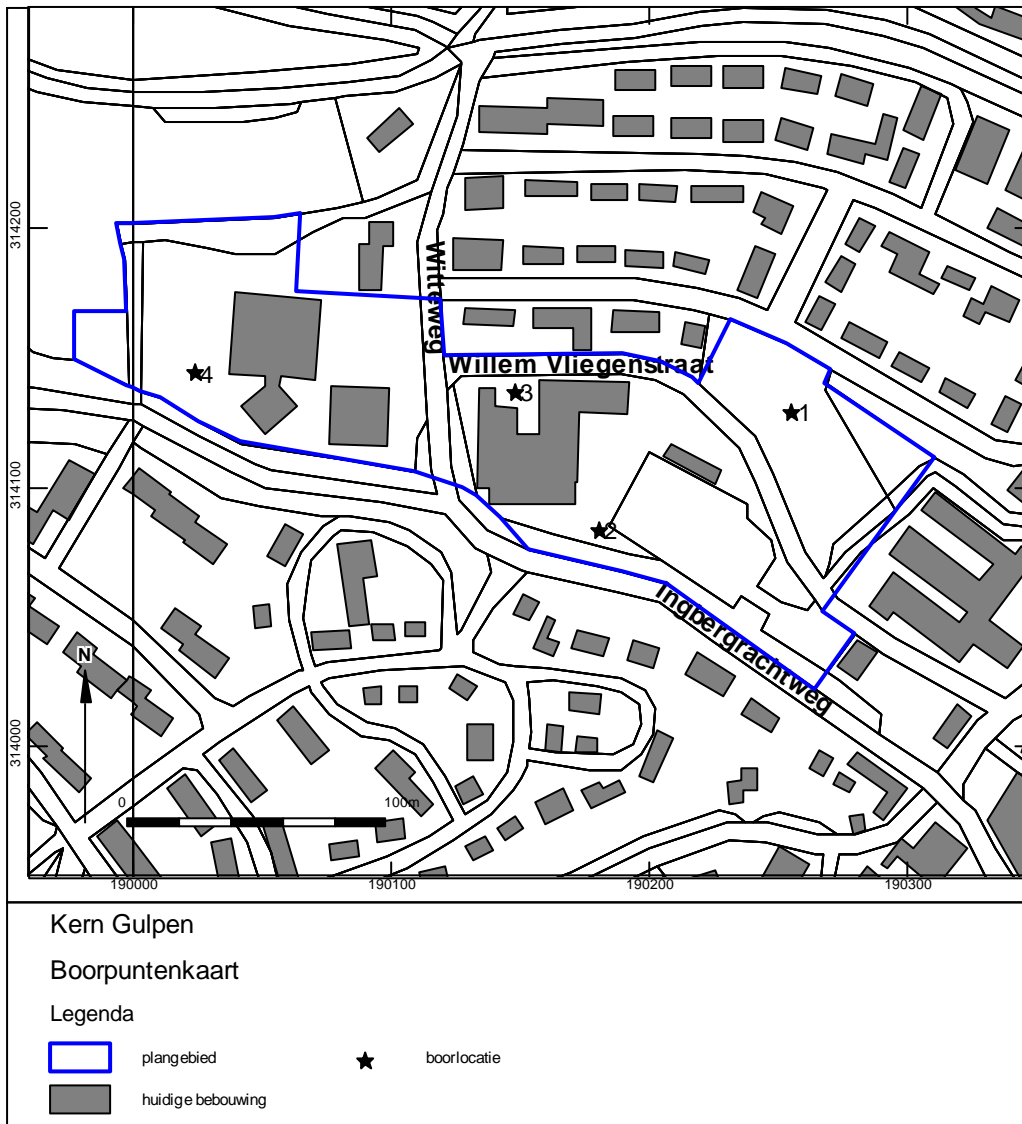 314200
Witteweg
Willem Vliegenstraat
4
3
1
314100
2
Ingbergrachtweg
N
314000
0
100m
190000
190100
190200
190300
Kern Gulpen
Boorpuntenkaart
Legenda
plangebied
boorlocatie
huidige bebouwing